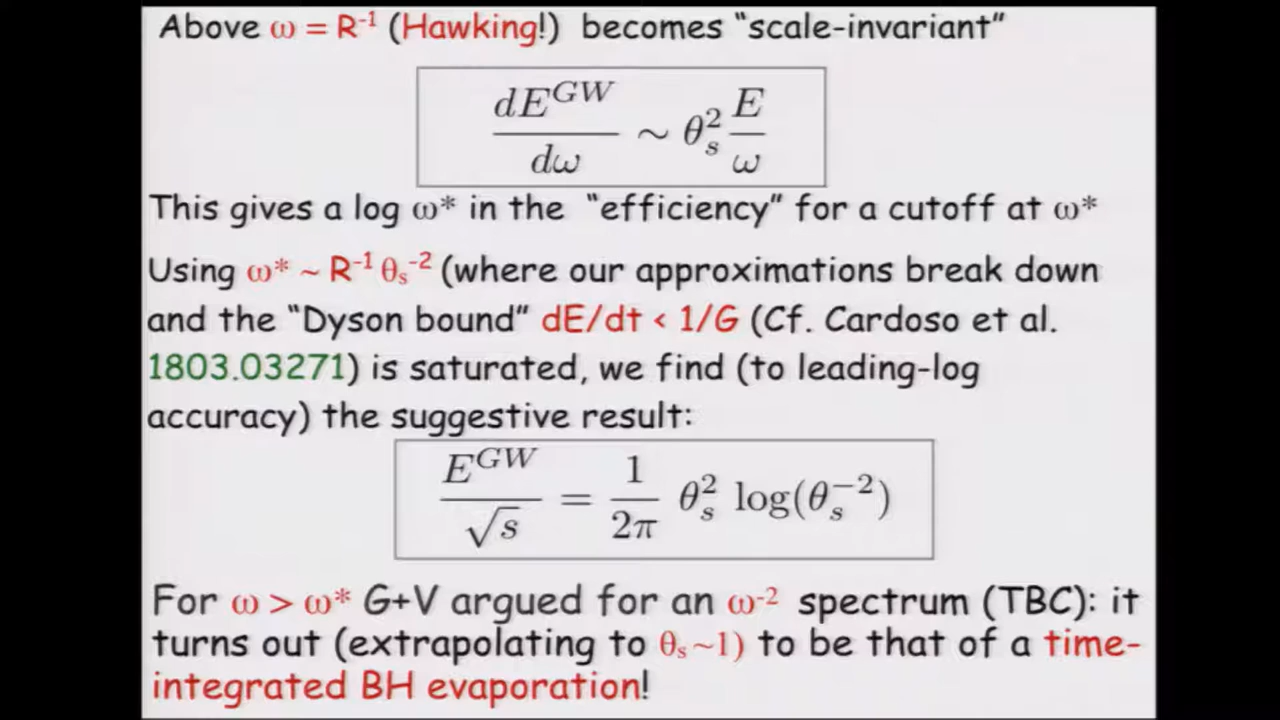 Above ω = R⁻¹ (Hawking!) becomes “scale-invariant”
dE^{GW}/dω ~ θ_s² E/ω
This gives a log ω* in the “efficiency” for a cutoff at ω*
Using ω* ~ R⁻¹ θ_s⁻² (where our approximations break down
and the “Dyson bound” dE/dt < 1/G (Cf. Cardoso et al.
1803.03271) is saturated, we find (to leading-log
accuracy) the suggestive result:
E^{GW}/√s = 1/2π θ_s² log(θ_s⁻²)
For ω > ω* G+V argued for an ω⁻² spectrum (TBC): it
turns out (extrapolating to θ_s~1) to be that of a time-
integrated BH evaporation!